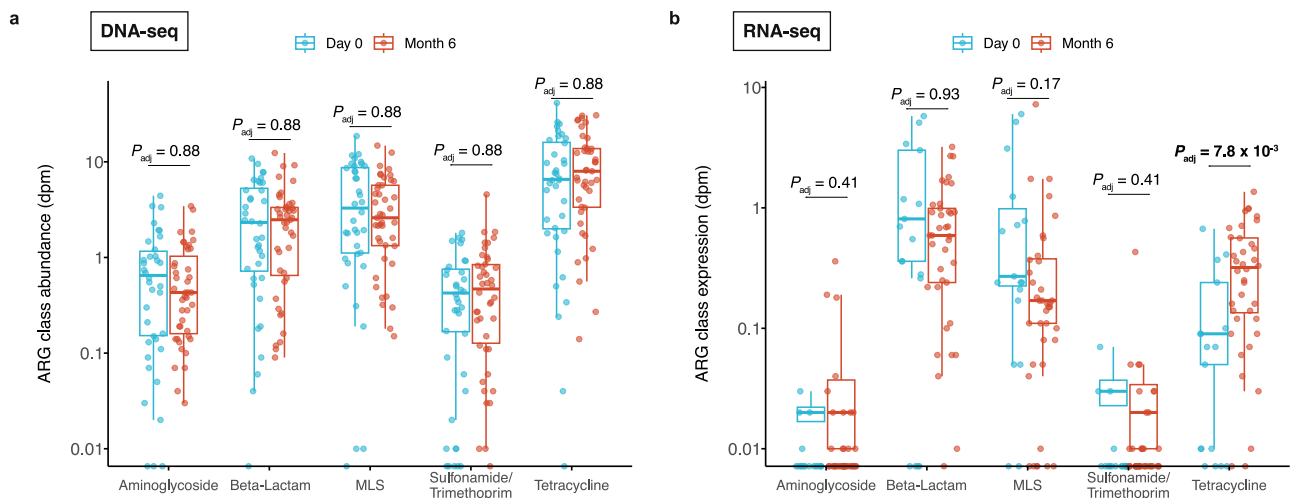 a
DNA-seq
Day 0
Month 6
ARG class abundance (dpm)
10
1
0.1
0.01
Padj = 0.88
Padj = 0.88
Padj = 0.88
Padj = 0.88
Padj = 0.88
Aminoglycoside
Beta-Lactam
MLS
Sulfonamide/
Trimethoprim
Tetracycline
b
RNA-seq
Day 0
Month 6
ARG class expression (dpm)
10
1
0.1
0.01
Padj = 0.41
Padj = 0.93
Padj = 0.17
Padj = 0.41
Padj = 7.8 x 10⁻³
Aminoglycoside
Beta-Lactam
MLS
Sulfonamide/
Trimethoprim
Tetracycline